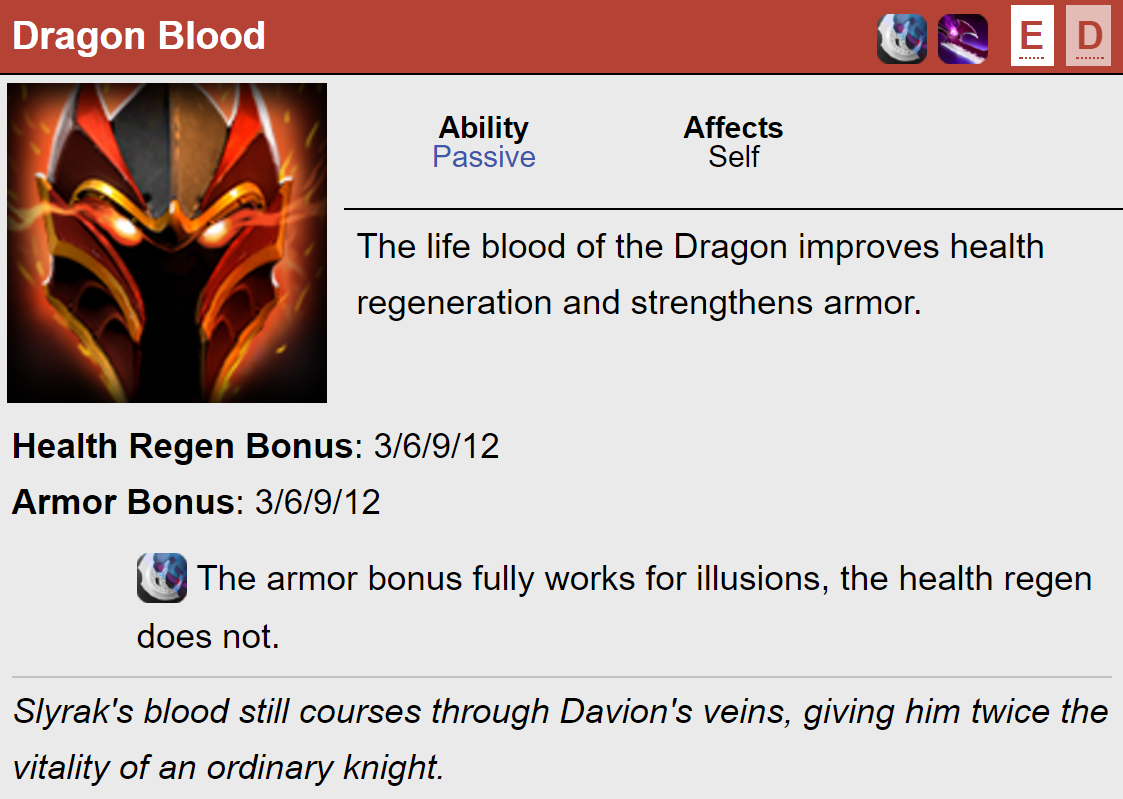 Dragon Blood
E D
Ability
Passive
Affects
Self
The life blood of the Dragon improves health
regeneration and strengthens armor.
Health Regen Bonus: 3/6/9/12
Armor Bonus: 3/6/9/12
The armor bonus fully works for illusions, the health regen
does not.
Slyrak's blood still courses through Davion's veins, giving him twice the
vitality of an ordinary knight.